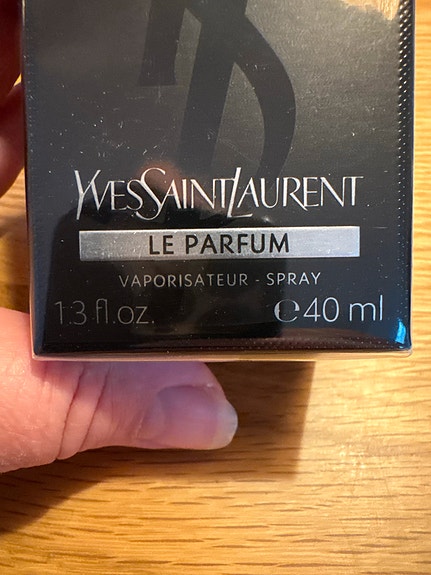 YVESSAINTLAURENT
LE PARFUM
VAPORISATEUR - SPRAY
1.3 fl.oz. ℮40 ml